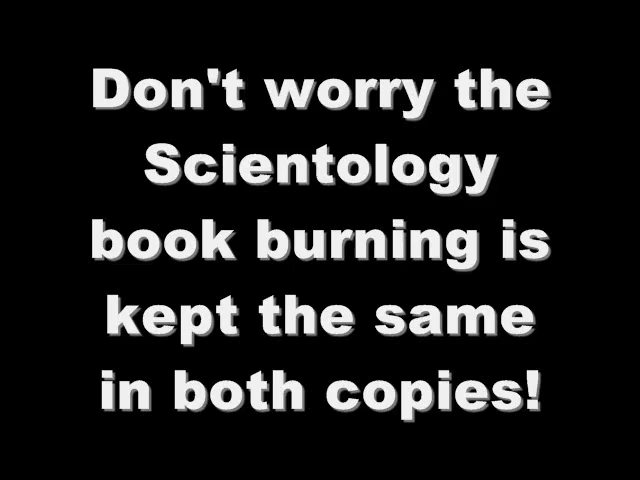 Don't worry the
Scientology
book burning is
kept the same
in both copies!